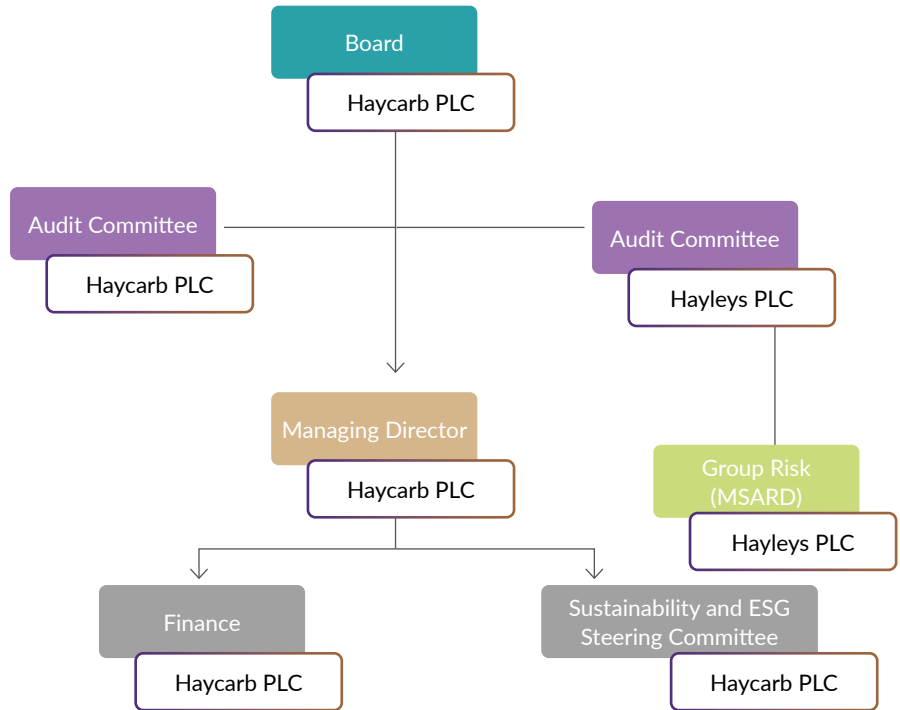 Board
Haycarb PLC
Audit Committee
Haycarb PLC
Audit Committee
Hayleys PLC
Managing Director
Haycarb PLC
Group Risk
(MSARD)
Hayleys PLC
Finance
Haycarb PLC
Sustainability and ESG
Steering Committee
Haycarb PLC